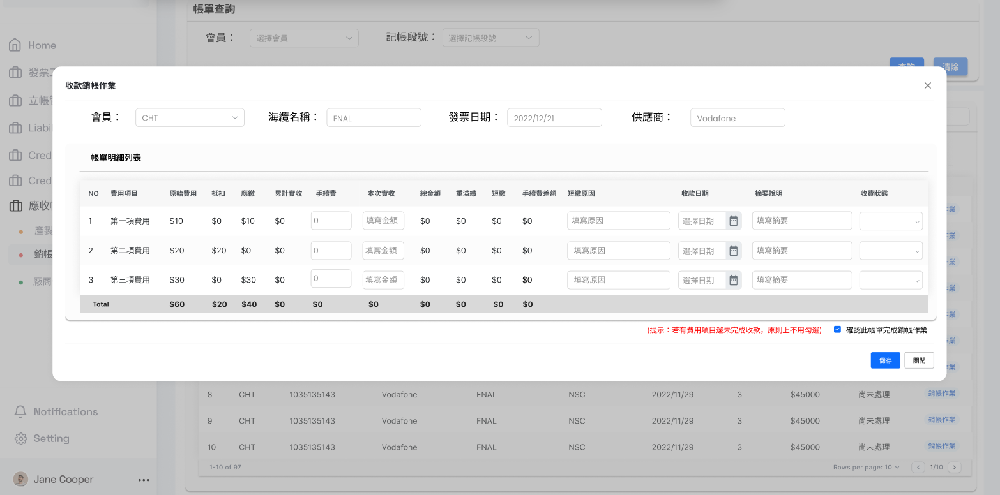 帳單查詢
會員： 選擇會員 記帳段號： 選擇記帳段號
清除
Home
發票
立帳
Liabil
Cred
Cred
應收
產製
銷帳
廠商
Notifications
Setting
Jane Cooper
收款銷帳作業
會員： CHT 海纜名稱： FNAL 發票日期： 2022/12/21 供應商： Vodafone
帳單明細列表
NO 費用項目 原始費用 抵扣 應繳 累計實收 手續費 本次實收 總金額 重溢繳 短繳 手續費差額 短繳原因 收款日期 摘要說明 收費狀態
1 第一項費用 $10 $0 $10 $0 0 填寫金額 $0 $0 $0 $0 填寫原因 選擇日期 填寫摘要
2 第二項費用 $20 $20 $0 $0 0 填寫金額 $0 $0 $0 $0 填寫原因 選擇日期 填寫摘要
3 第三項費用 $30 $0 $30 $0 0 填寫金額 $0 $0 $0 $0 填寫原因 選擇日期 填寫摘要
Total $60 $20 $40 $0 $0 $0 $0 $0 $0 $0
(提示：若有費用項目還未完成收款，原則上不用勾選) 確認此帳單完成銷帳作業
儲存 關閉
業
業
業
業
業
業
業
8 CHT 1035135143 Vodafone FNAL NSC 2022/11/29 3 $45000 尚未處理 銷帳作業
9 CHT 1035135143 Vodafone FNAL NSC 2022/11/29 3 $45000 尚未處理 銷帳作業
10 CHT 1035135143 Vodafone FNAL NSC 2022/11/29 3 $45000 尚未處理 銷帳作業
1-10 of 97 Rows per page: 10 1/10